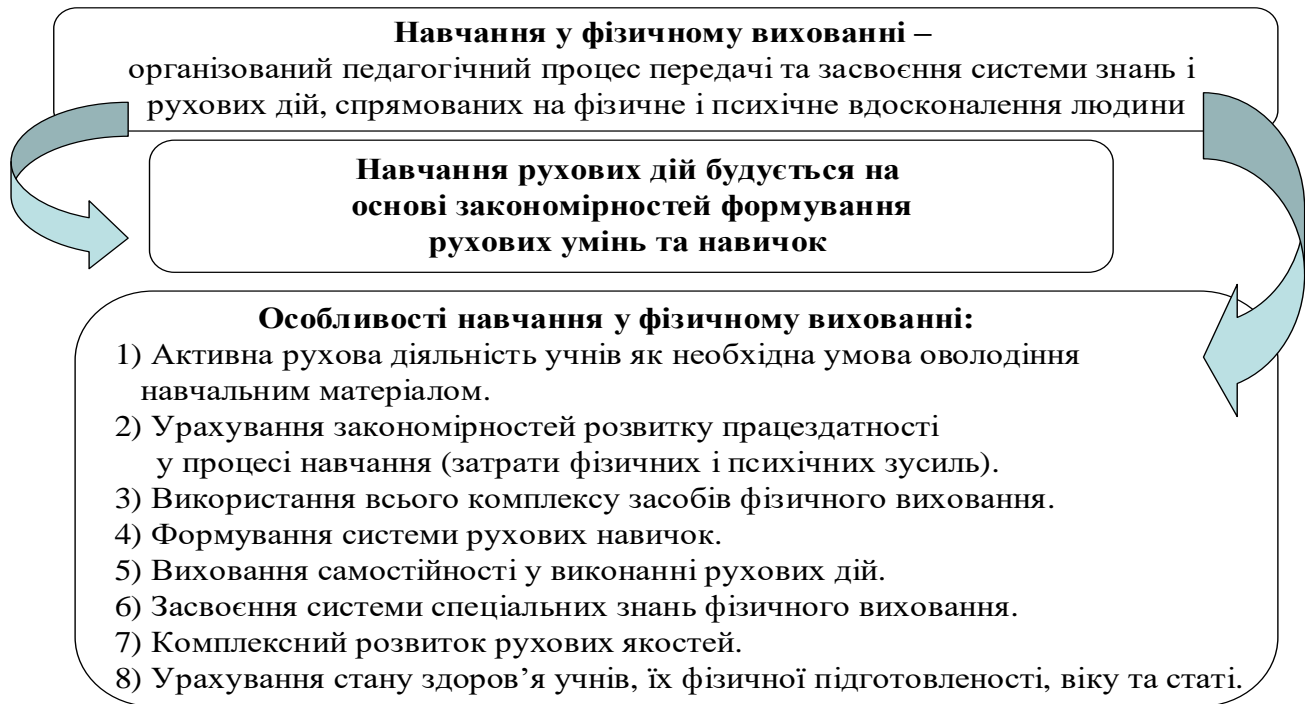 Навчання у фізичному вихованні –
організований педагогічний процес передачі та засвоєння системи знань і
рухових дій, спрямованих на фізичне і психічне вдосконалення людини
Навчання рухових дій будується на
основі закономірностей формування
рухових умінь та навичок
Особливості навчання у фізичному вихованні:
1) Активна рухова діяльність учнів як необхідна умова оволодіння
навчальним матеріалом.
2) Урахування закономірностей розвитку працездатності
у процесі навчання (затрати фізичних і психічних зусиль).
3) Використання всього комплексу засобів фізичного виховання.
4) Формування системи рухових навичок.
5) Виховання самостійності у виконанні рухових дій.
6) Засвоєння системи спеціальних знань фізичного виховання.
7) Комплексний розвиток рухових якостей.
8) Урахування стану здоров’я учнів, їх фізичної підготовленості, віку та статі.